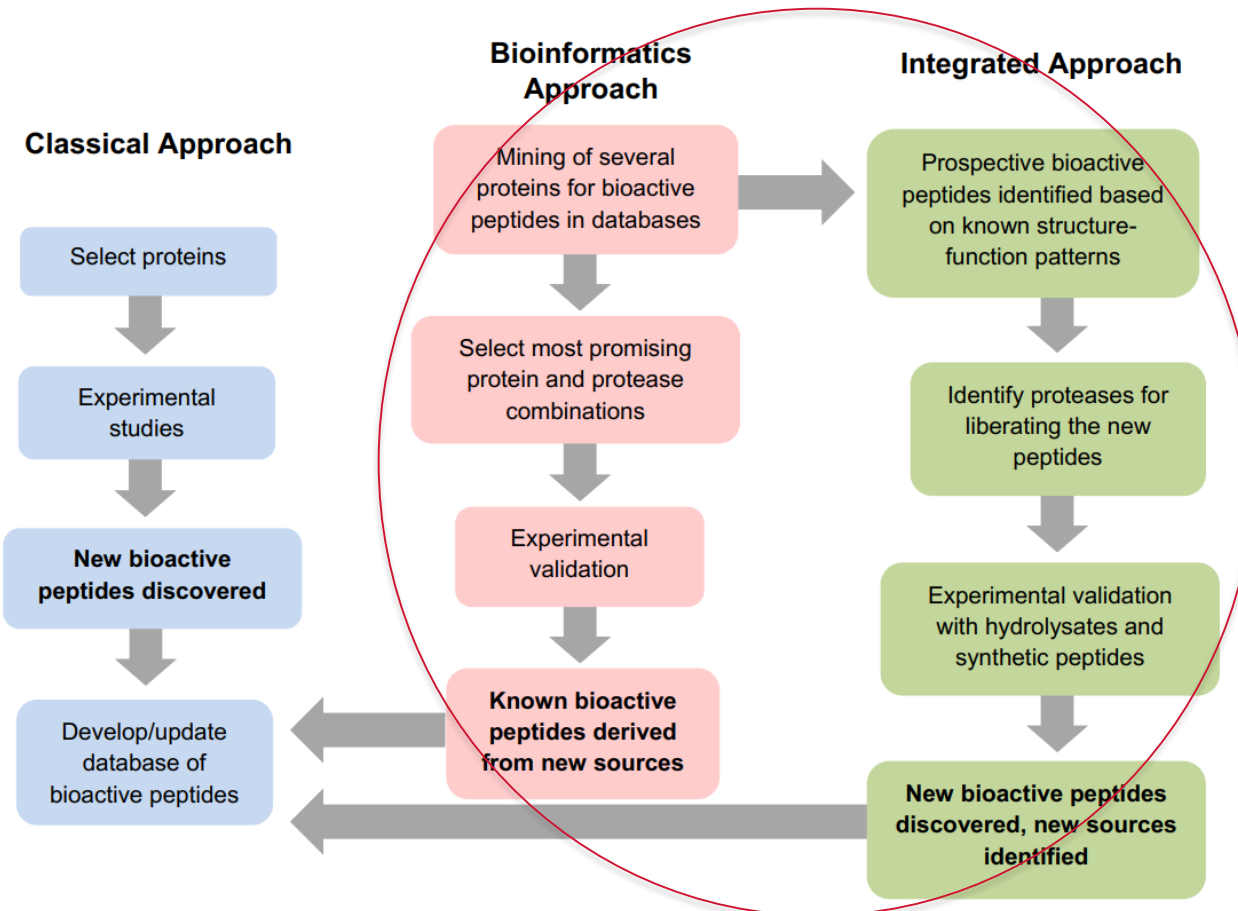 Classical Approach
Select proteins
Experimental
studies
New bioactive
peptides discovered
Develop/update
database of
bioactive peptides
Bioinformatics
Approach
Mining of several
proteins for bioactive
peptides in databases
Select most promising
protein and protease
combinations
Experimental
validation
Known bioactive
peptides derived
from new sources
Integrated Approach
Prospective bioactive
peptides identified based
on known structure-
function patterns
Identify proteases for
liberating the new
peptides
Experimental validation
with hydrolysates and
synthetic peptides
New bioactive peptides
discovered, new sources
identified